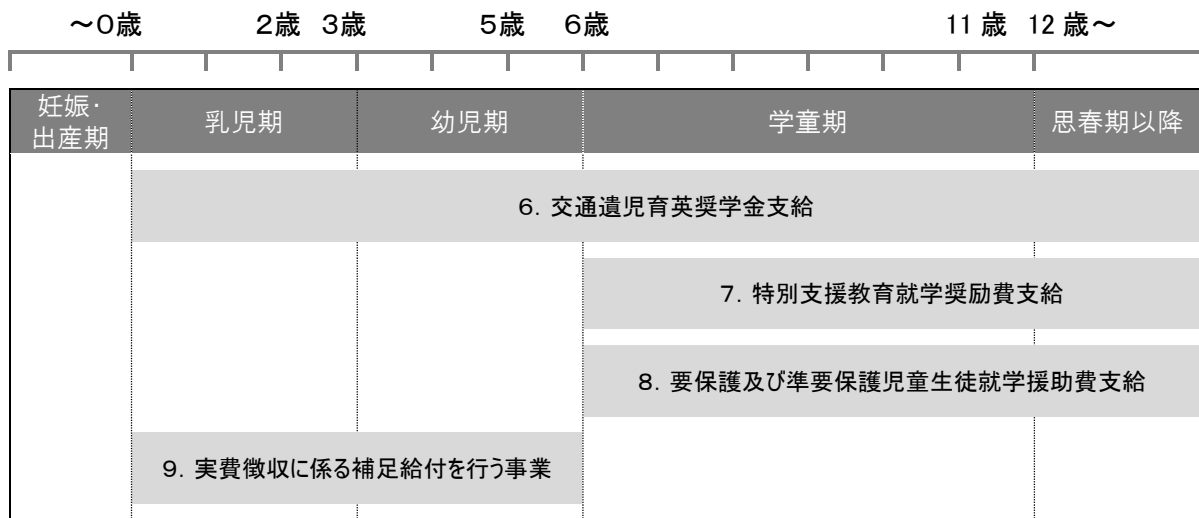 ～０歳 ２歳 ３歳 ５歳 ６歳 11 歳 12 歳～
妊娠・
出産期
乳児期 幼児期 学童期 思春期以降
６．交通遺児育英奨学金支給
７．特別支援教育就学奨励費支給
８．要保護及び準要保護児童生徒就学援助費支給
９．実費徴収に係る補足給付を行う事業